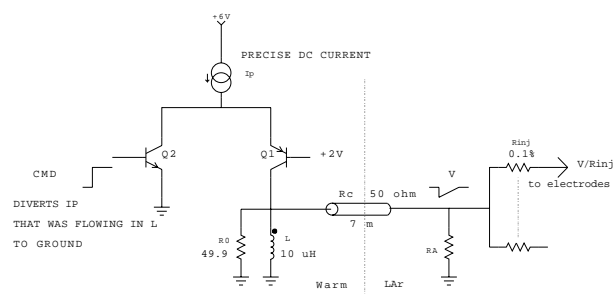 +6V
PRECISE DC CURRENT
Ip
Q2
Q1
+2V
CMD
DIVERTS IP
THAT WAS FLOWING IN L
TO GROUND
R0
49.9
L
10 uH
Rc 50 ohm
7 m
V
Rinj
0.1%
V/Rinj
to electrodes
RA
Warm
LAr